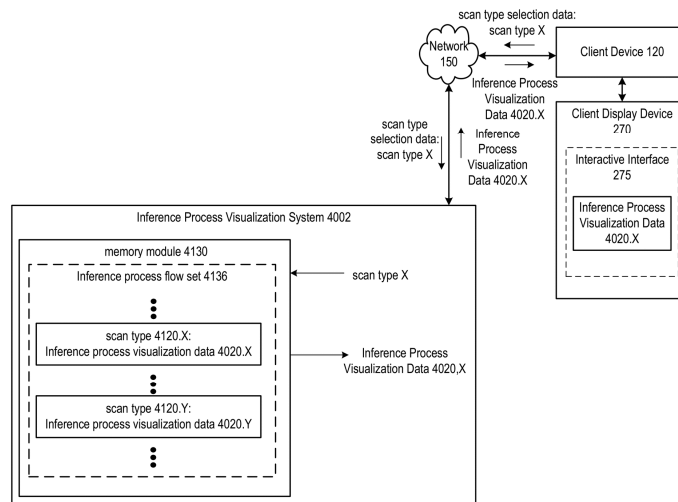 scan type selection data:
scan type X
Network
150
Client Device 120
Inference Process
Visualization
Data 4020.X
Client Display Device
270
scan type
selection data:
scan type X
Inference
Process
Visualization
Data 4020.X
Interactive Interface
275
Inference Process
Visualization Data
4020.X
Inference Process Visualization System 4002
memory module 4130
Inference process flow set 4136
scan type X
scan type 4120.X:
Inference process visualization data 4020.X
Inference Process
Visualization Data 4020,X
scan type 4120.Y:
Inference process visualization data 4020.Y